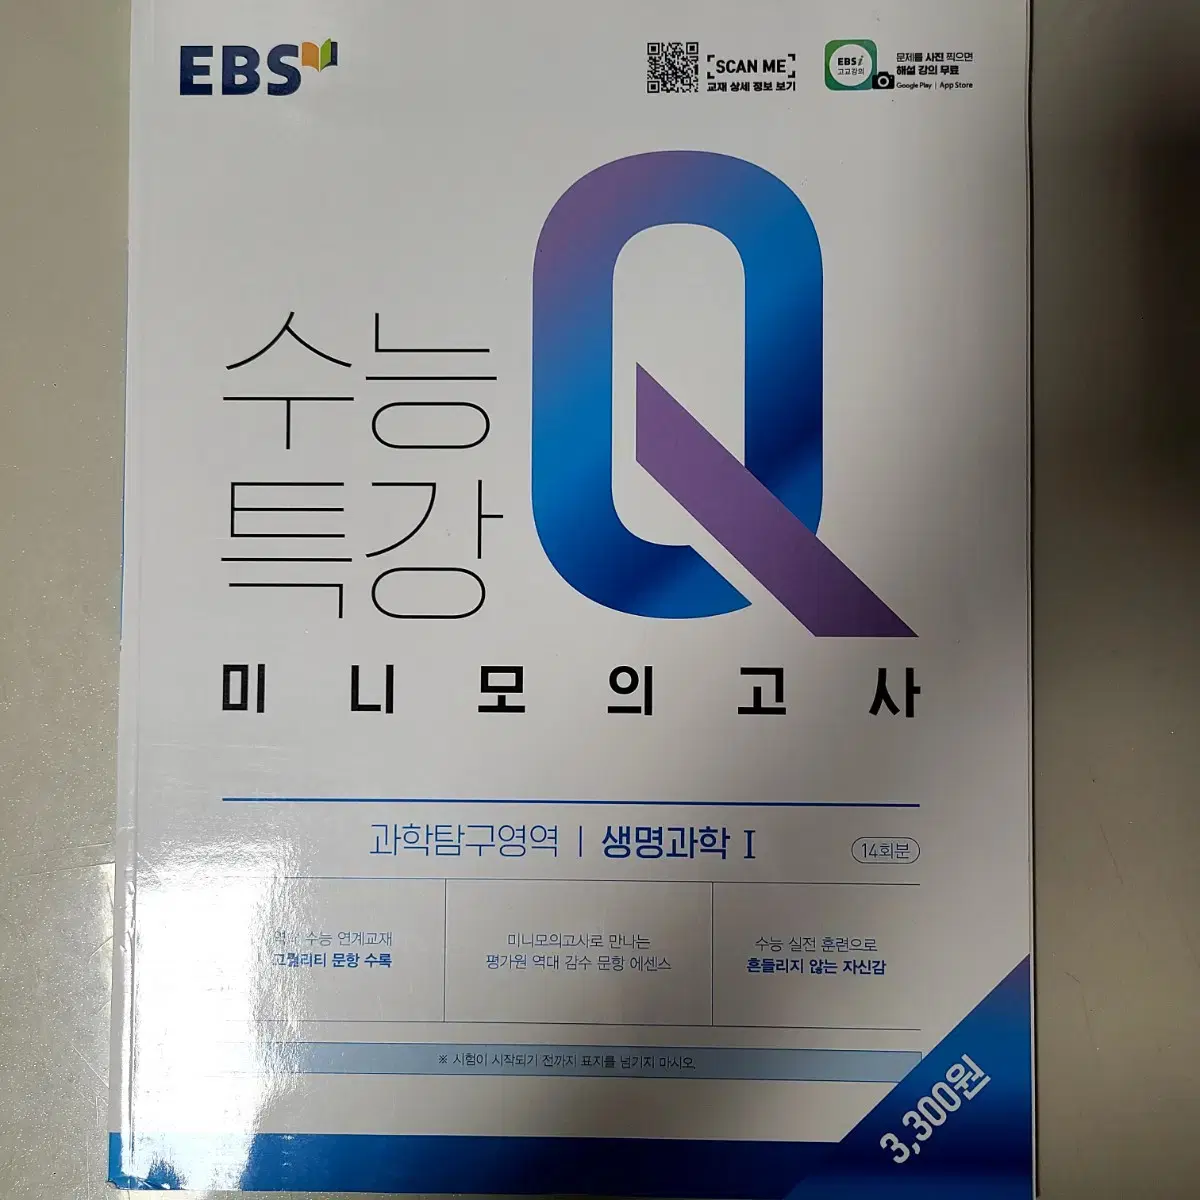 EBS
SCAN ME
교재 상세 정보 보기
EBSi
고교강의
문제를 사진 찍으면
해설 강의 무료
Google Play | App Store
수능
특강
Q
미니모의고사
과학탐구영역 | 생명과학 I
14회분
수능 연계교재
고퀄리티 문항 수록
미니모의고사로 만나는
평가원 역대 감수 문항 에센스
수능 실전 훈련으로
흔들리지 않는 자신감
※ 시험이 시작되기 전까지 표지를 넘기지 마시오.
3,300원